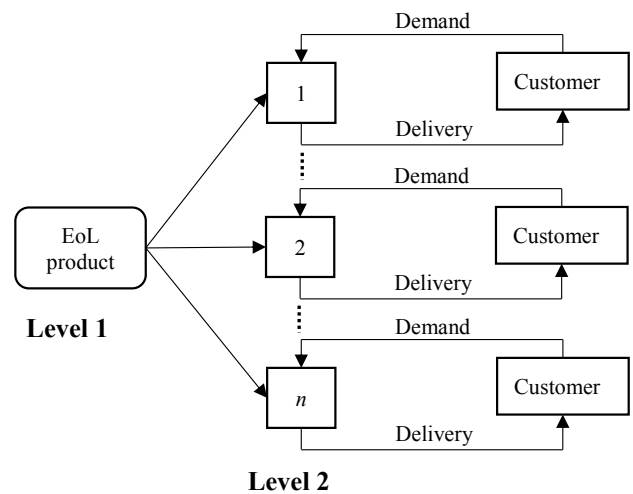 Demand
1
Customer
Delivery
Demand
EoL
product
2
Customer
Delivery
Level 1
Demand
n
Customer
Delivery
Level 2